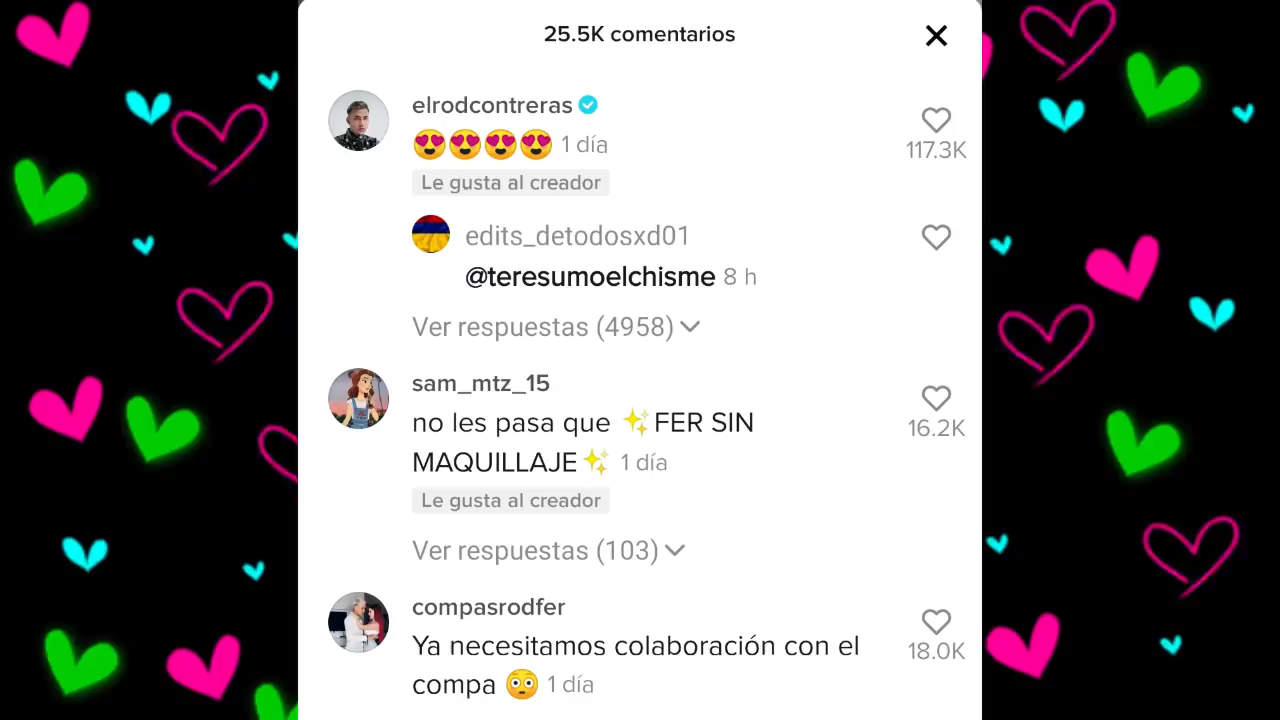 25.5K comentarios
elrodcontreras
😍😍😍😍 1 día
117.3K
Le gusta al creador
edits_detodosxd01
@teresumoelchisme 8 h
Ver respuestas (4958)
sam_mtz_15
no les pasa que ✨FER SIN
MAQUILLAJE✨ 1 día
16.2K
Le gusta al creador
Ver respuestas (103)
compasrodfer
Ya necesitamos colaboración con el
compa 😳 1 día
18.0K